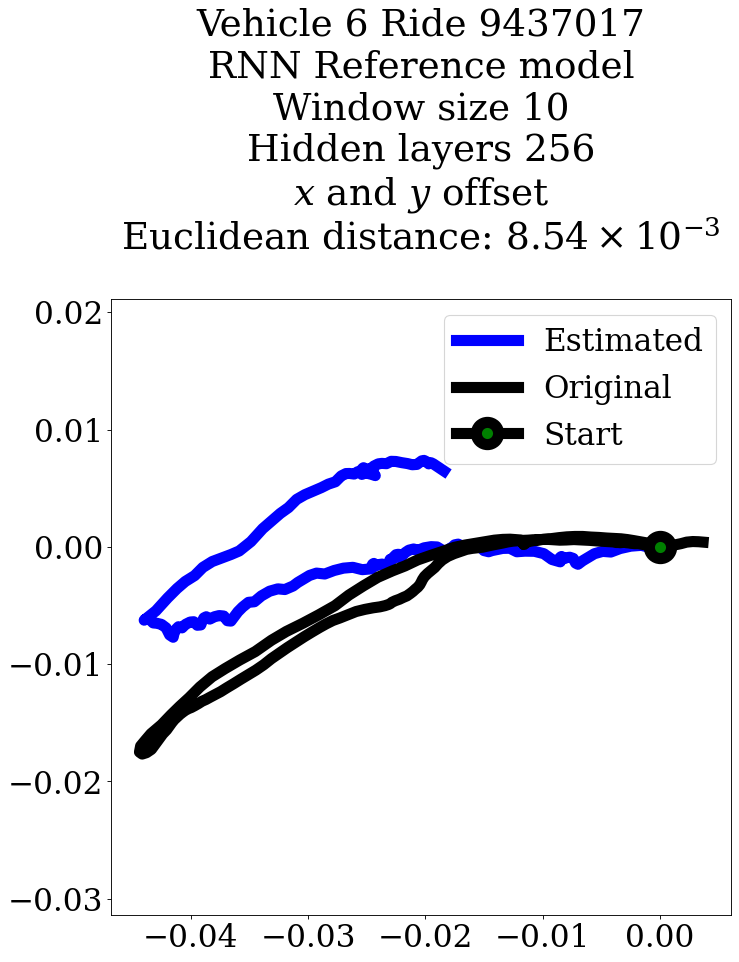 Vehicle 6 Ride 9437017
RNN Reference model
Window size 10
Hidden layers 256
x and y offset
Euclidean distance: 8.54 × 10⁻³
Estimated
Original
Start
0.02
0.01
0.00
−0.01
−0.02
−0.03
−0.04 −0.03 −0.02 −0.01 0.00